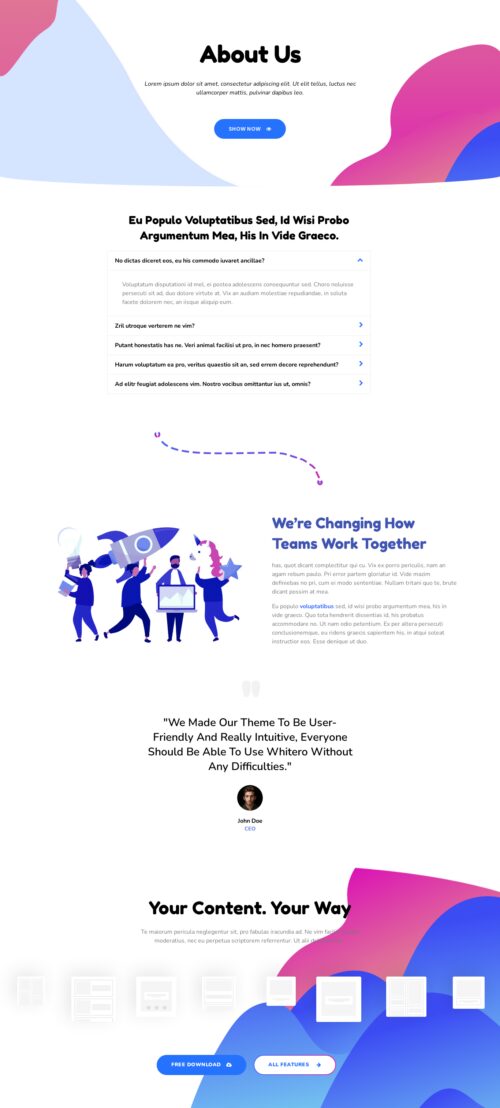 About Us
Lorem ipsum dolor sit amet, consectetur adipiscing elit. Ut elit tellus, luctus nec
ullamcorper mattis, pulvinar dapibus leo.
SHOW NOW
Eu Populo Voluptatibus Sed, Id Wisi Probo
Argumentum Mea, His In Vide Graeco.
No dictas diceret eos, eu his commodo iuvaret ancillae?
Voluptatum disputationi id mei, ei postea adolescens consequuntur sed. Choro noluisse
persecuti sit ad, duo dolore virtute at. Vix an audiam molestiae repudiandae, in soluta
facete dolorem nec, an iisque aliquip eum.
Zril utroque verterem ne vim?
Putant honestatis has ne. Veri animal facilisi ut pro, in nec homero praesent?
Harum voluptatum ea pro, veritus quaestio sit an, sed errem decore reprehendunt?
Ad elitr feugiat adolescens vim. Nostro vocibus omittantur ius ut, omnis?
We're Changing How
Teams Work Together
has, quot dicant complectitur qui cu. Vix ex porro periculis, nam an
agam rebum paulo. Pri error partem gloriatur id. Vide mazim
definiebas no pri, cum ei modo sententiae. Nullam tritani quo te, brute
dicant possim at mea.
Eu populo voluptatibus sed, id wisi probo argumentum mea, his in
vide graeco. Quo tota hendrerit dissentias id, his probatus
accommodare no. Ut nam odio petentium. Ex per altera persecuti
conclusionemque, eu ridens graecis sapientem his, in atqui soleat
instructior eos. Esse denique ut duo.
"We Made Our Theme To Be User-
Friendly And Really Intuitive, Everyone
Should Be Able To Use Whitero Without
Any Difficulties."
John Doe
CEO
Your Content. Your Way
Te maiorum pericula neglegentur sit, pro fabulas iracundia ad. Ne vim
moderatius, nec eu perpetua scriptorem referrentur. Ut alii
FREE DOWNLOAD
ALL FEATURES